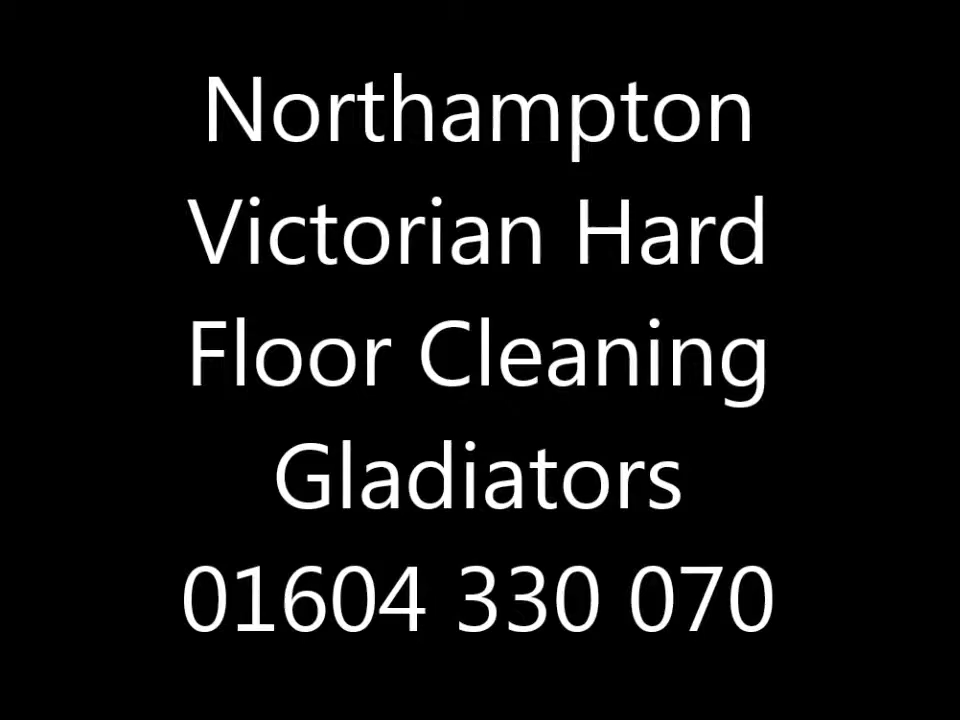 Northampton
Victorian Hard
Floor Cleaning
Gladiators
01604 330 070